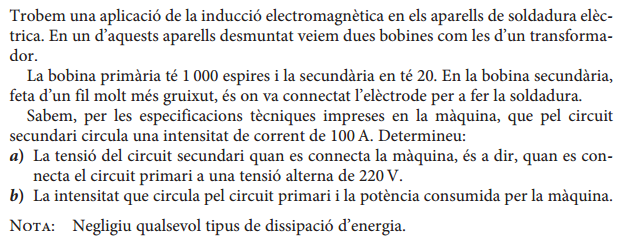 Trobem una aplicació de la inducció electromagnètica en els aparells de soldadura elèc-
trica. En un d'aquests aparells desmuntat veiem dues bobines com les d'un transforma-
dor.
La bobina primària té 1 000 espires i la secundària en té 20. En la bobina secundària,
feta d'un fil molt més gruixut, és on va connectat l'elèctrode per a fer la soldadura.
Sabem, per les especificacions tècniques impreses en la màquina, que pel circuit
secundari circula una intensitat de corrent de 100 A. Determineu:
a) La tensió del circuit secundari quan es connecta la màquina, és a dir, quan es con-
necta el circuit primari a una tensió alterna de 220 V.
b) La intensitat que circula pel circuit primari i la potència consumida per la màquina.
NOTA: Negligiu qualsevol tipus de dissipació d'energia.